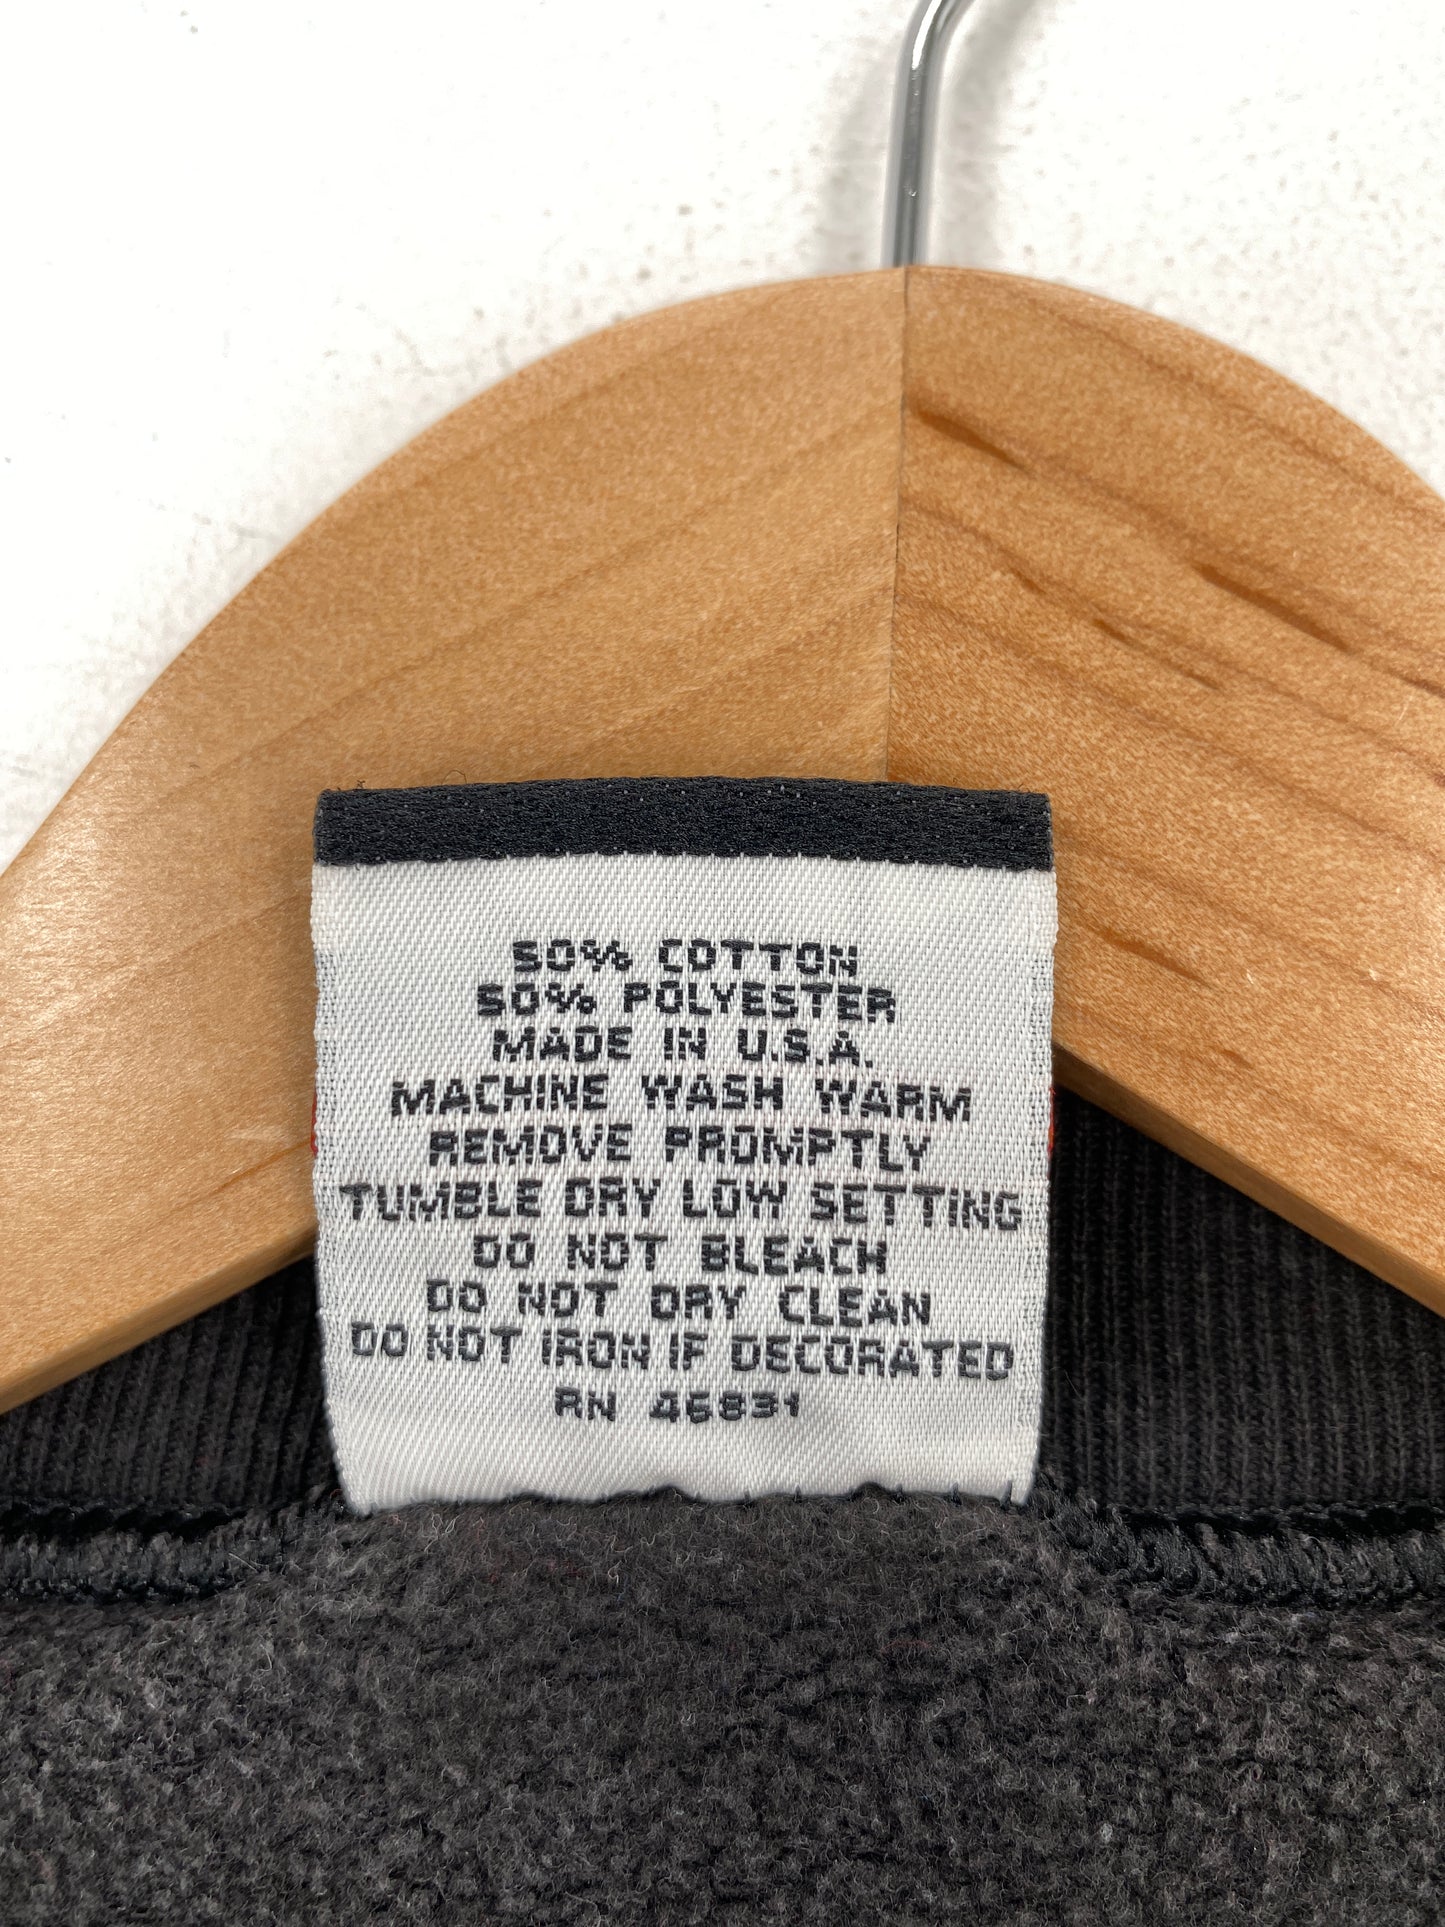 50% COTTON
50% POLYESTER
MADE IN U.S.A.
MACHINE WASH WARM
REMOVE PROMPTLY
TUMBLE DRY LOW SETTING
DO NOT BLEACH
DO NOT DRY CLEAN
DO NOT IRON IF DECORATED
RN 46831